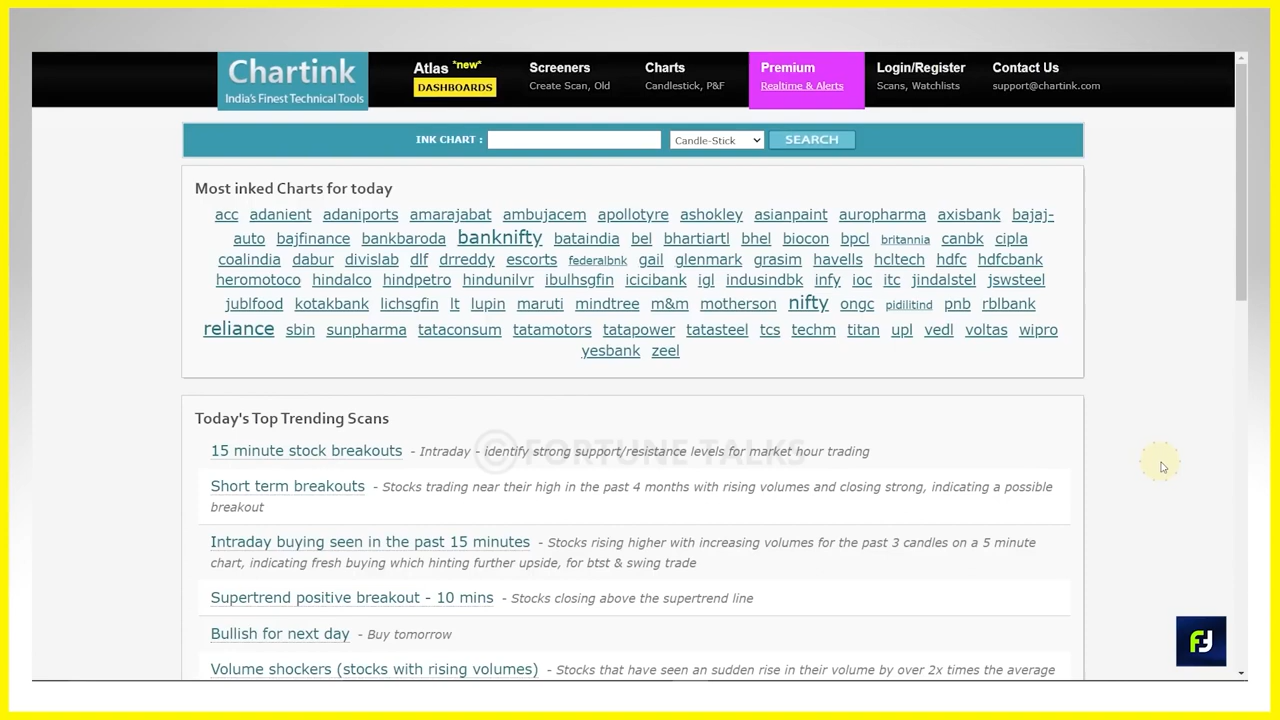 Chartink
India's Finest Technical Tools
Atlas *new*
DASHBOARDS
Screeners
Create Scan, Old
Charts
Candlestick, P&F
Premium
Realtime & Alerts
Login/Register
Scans, Watchlists
Contact Us
support@chartink.com
INK CHART : Candle-Stick SEARCH
Most inked Charts for today
acc adanient adaniports amarajabat ambujacem apollotyre ashokley asianpaint auropharma axisbank bajaj-
auto bajfinance bankbaroda banknifty bataindia bel bhartiartl bhel biocon bpcl britannia canbk cipla
coalindia dabur divislab dlf drreddy escorts federalbnk gail glenmark grasim havells hcltech hdfc hdfcbank
heromotoco hindalco hindpetro hindunilvr ibulhsgfin icicibank igl indusindbk infy ioc itc jindalstel jswsteel
jublfood kotakbank lichsgfin lt lupin maruti mindtree m&m motherson nifty ongc pidilitind pnb rblbank
reliance sbin sunpharma tataconsum tatamotors tatapower tatasteel tcs techm titan upl vedl voltas wipro
yesbank zeel
Today's Top Trending Scans
15 minute stock breakouts - Intraday - identify strong support/resistance levels for market hour trading
© FORTUNE TALKS
Short term breakouts - Stocks trading near their high in the past 4 months with rising volumes and closing strong, indicating a possible
breakout
Intraday buying seen in the past 15 minutes - Stocks rising higher with increasing volumes for the past 3 candles on a 5 minute
chart, indicating fresh buying which hinting further upside, for btst & swing trade
Supertrend positive breakout - 10 mins - Stocks closing above the supertrend line
Bullish for next day - Buy tomorrow
Volume shockers (stocks with rising volumes) - Stocks that have seen an sudden rise in their volume by over 2x times the average